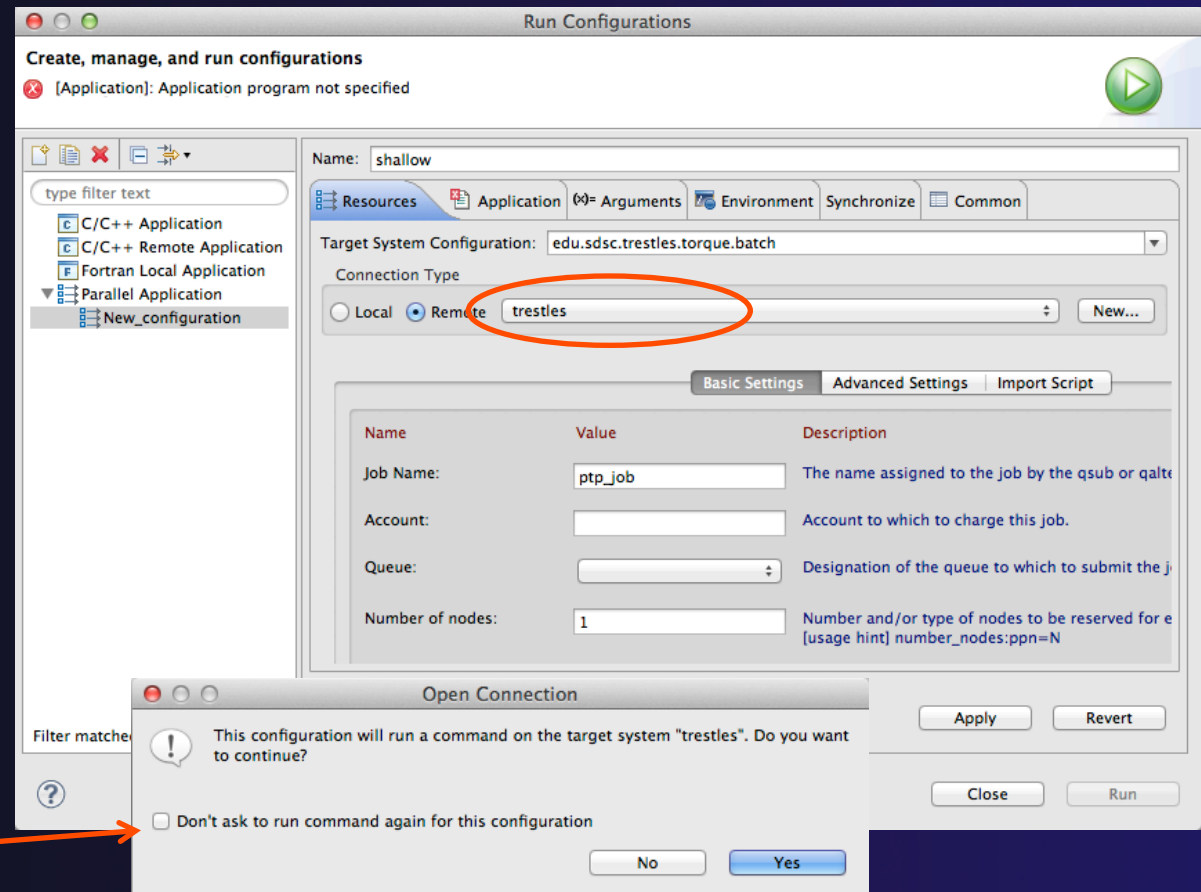 Run Configurations
Create, manage, and run configurations
[Application]: Application program not specified
type filter text
C/C++ Application
C/C++ Remote Application
Fortran Local Application
Parallel Application
New_configuration
Filter matche
Name: shallow
Resources Application (x)= Arguments Environment Synchronize Common
Target System Configuration: edu.sdsc.trestles.torque.batch
Connection Type
Local Remote trestles New...
Basic Settings Advanced Settings Import Script
Name Value Description
Job Name: ptp_job The name assigned to the job by the qsub or qalte
Account: Account to which to charge this job.
Queue: Designation of the queue to which to submit the j
Number of nodes: 1 Number and/or type of nodes to be reserved for e
[usage hint] number_nodes:ppn=N
Apply Revert
Close Run
Open Connection
This configuration will run a command on the target system "trestles". Do you want
to continue?
Don't ask to run command again for this configuration
No Yes